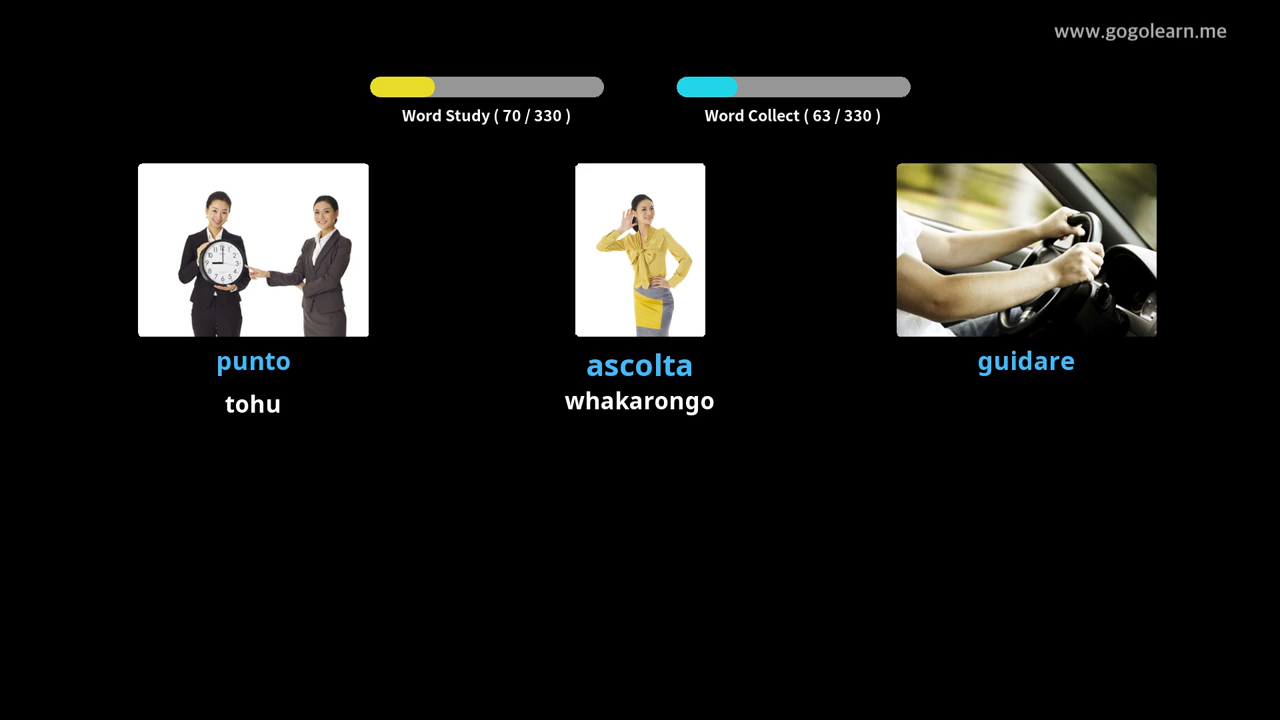 www.gogolearn.me
Word Study ( 70 / 330 )
Word Collect ( 63 / 330 )
punto
ascolta
guidare
tohu
whakarongo